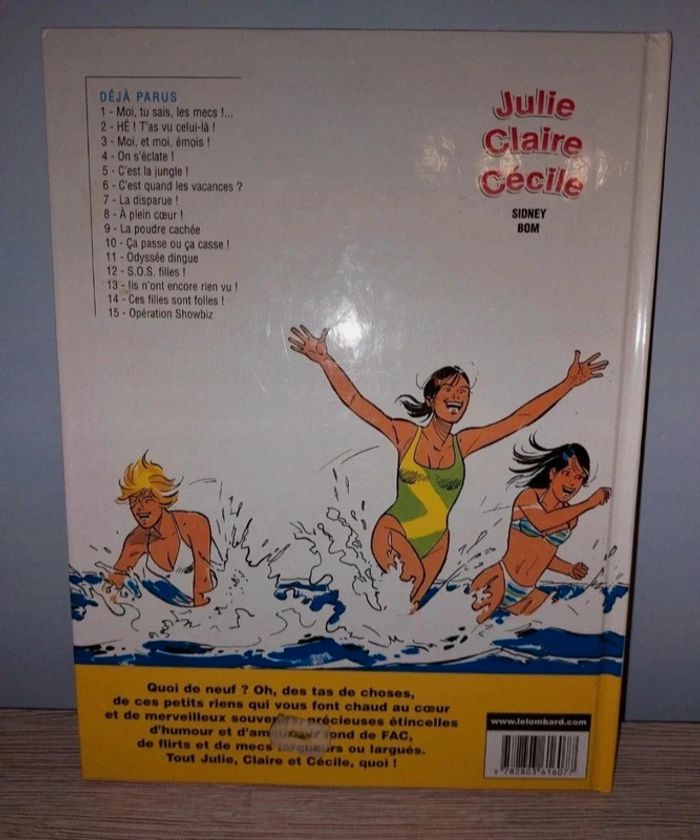 DÉJÀ PARUS
1 - Moi, tu sais, les mecs !...
2 - HÉ ! T'as vu celui-là !
3 - Moi, et moi, émois !
4 - On s'éclate !
5 - C'est la jungle !
6 - C'est quand les vacances ?
7 - La disparue !
8 - À plein cœur !
9 - La poudre cachée
10 - Ça passe ou ça casse !
11 - Odyssée dingue
12 - S.O.S. filles !
13 - Ils n'ont encore rien vu !
14 - Ces filles sont folles !
15 - Opération Showbiz
Julie
Claire
Cécile
SIDNEY
BOM
Quoi de neuf ? Oh, des tas de choses,
de ces petits riens qui vous font chaud au cœur
et de merveilleux précieuses étincelles
d'humour et fond de FAC,
de flirts et de mecs ou largués.
Tout Julie, Claire et Cécile, quoi !
www.lelombard.com
9 782803 616077